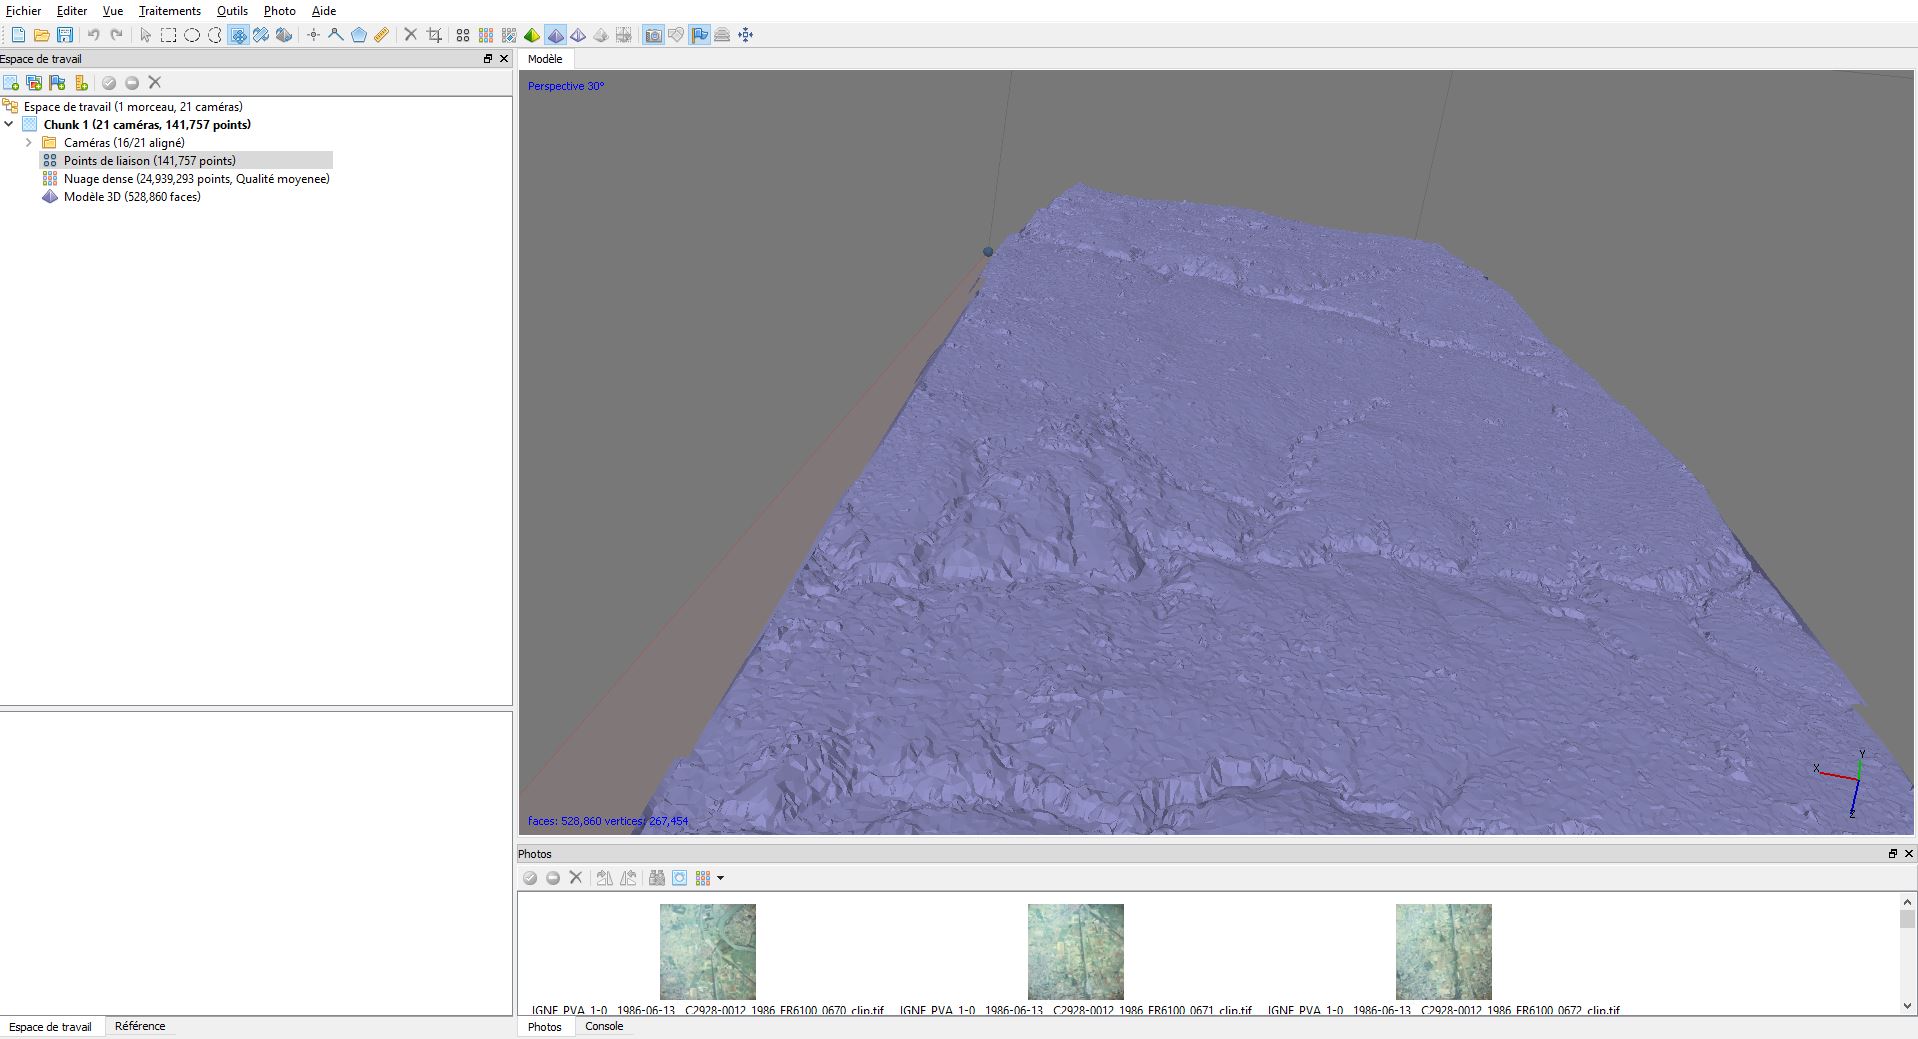 Fichier Editer Vue Traitements Outils Photo Aide
Espace de travail
Modèle
Perspective 30°
Espace de travail (1 morceau, 21 caméras)
Chunk 1 (21 caméras, 141,757 points)
Caméras (16/21 aligné)
Points de liaison (141,757 points)
Nuage dense (24,939,293 points, Qualité moyenee)
Modèle 3D (528,860 faces)
X
Y
Z
faces: 528,860 vertices: 267,454
Photos
IGNF_PVA_1-0__1986-06-13__C2928-0012_1986_FR6100_0670_clip.tif
IGNF_PVA_1-0__1986-06-13__C2928-0012_1986_FR6100_0671_clip.tif
IGNF_PVA_1-0__1986-06-13__C2928-0012_1986_FR6100_0672_clip.tif
Espace de travail Référence
Photos Console